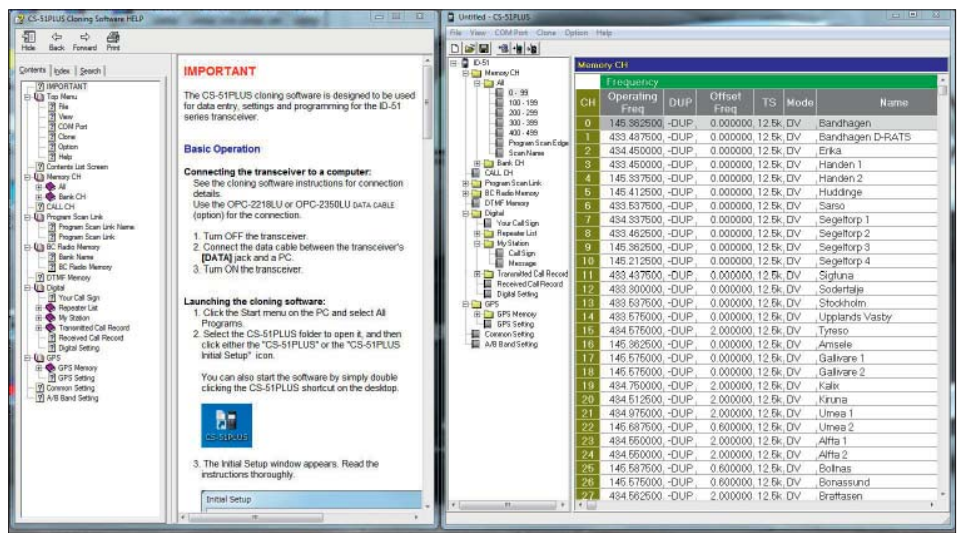 CS-51PLUS Cloning Software HELP
Hide Back Forward Print
Contents Index Search
IMPORTANT
Top Menu
File
View
COM Port
Clone
Option
Help
Contents List Screen
Memory CH
All
Bank CH
CALL CH
Program Scan Link
Program Scan Link Name
Program Scan Link
BC Radio Memory
Bank Name
BC Radio Memory
DTMF Memory
Digital
Your Call Sign
Repeater List
My Station
Transmitted Call Record
Received Call Record
Digital Setting
GPS
GPS Memory
GPS Setting
Common Setting
A/B Band Setting
IMPORTANT
The CS-51PLUS cloning software is designed to be used
for data entry, settings and programming for the ID-51
series transceiver.
Basic Operation
Connecting the transceiver to a computer:
See the cloning software instructions for connection
details.
Use the OPC-2218LU or OPC-2350LU DATA CABLE
(option) for the connection.
1. Turn OFF the transceiver.
2. Connect the data cable between the transceiver's
[DATA] jack and a PC.
3. Turn ON the transceiver.
Launching the cloning software:
1. Click the Start menu on the PC and select All
Programs.
2. Select the CS-51PLUS folder to open it, and then
click either the "CS-51PLUS" or the "CS-51PLUS
Initial Setup" icon.
You can also start the software by simply double
clicking the CS-51PLUS shortcut on the desktop.
CS-51PLUS
3. The Initial Setup window appears. Read the
instructions thoroughly.
Initial Setup
Untitled - CS-51PLUS
File View COM Port Clone Option Help
ID-51
Memory CH
All
0 - 99
100 - 199
200 - 299
300 - 399
400 - 499
Program Scan Edge
Scan Name
Bank CH
CALL CH
Program Scan Link
BC Radio Memory
DTMF Memory
Digital
Your Call Sign
Repeater List
My Station
Call Sign
Message
Transmitted Call Record
Received Call Record
Digital Setting
GPS
GPS Memory
GPS Setting
Common Setting
A/B Band Setting
Memory CH
Frequency
CH Operating Freq DUP Offset Freq TS Mode Name
0 145.362500, -DUP, 0.000000, 12.5k, DV , Bandhagen
1 433.487500, -DUP, 0.000000, 12.5k, DV , Bandhagen D-RATS
2 434.450000, -DUP, 0.000000, 12.5k, DV , Erika
3 433.450000, -DUP, 0.000000, 12.5k, DV , Handen 1
4 145.337500, -DUP, 0.000000, 12.5k, DV , Handen 2
5 145.412500, -DUP, 0.000000, 12.5k, DV , Huddinge
6 433.537500, -DUP, 0.000000, 12.5k, DV , Sarso
7 434.337500, -DUP, 0.000000, 12.5k, DV , Segeltorp 1
8 433.462500, -DUP, 0.000000, 12.5k, DV , Segeltorp 2
9 145.362500, -DUP, 0.000000, 12.5k, DV , Segeltorp 3
10 145.212500, -DUP, 0.000000, 12.5k, DV , Segeltorp 4
11 433.437500, -DUP, 0.000000, 12.5k, DV , Sigtuna
12 433.300000, -DUP, 0.000000, 12.5k, DV , Sodertalje
13 433.537500, -DUP, 0.000000, 12.5k, DV , Stockholm
14 433.575000, -DUP, 0.000000, 12.5k, DV , Upplands Vasby
15 434.575000, -DUP, 2.000000, 12.5k, DV , Tyreso
16 145.362500, -DUP, 0.000000, 12.5k, DV , Amsele
17 145.575000, -DUP, 0.000000, 12.5k, DV , Gallivare 1
18 145.575000, -DUP, 0.000000, 12.5k, DV , Gallivare 2
19 434.750000, -DUP, 2.000000, 12.5k, DV , Kalix
20 434.512500, -DUP, 2.000000, 12.5k, DV , Kiruna
21 434.975000, -DUP, 2.000000, 12.5k, DV , Umea 1
22 145.687500, -DUP, 0.600000, 12.5k, DV , Umea 2
23 434.550000, -DUP, 2.000000, 12.5k, DV , Alfta 1
24 434.550000, -DUP, 2.000000, 12.5k, DV , Alfta 2
25 145.587500, -DUP, 0.600000, 12.5k, DV , Bollnas
26 145.575000, -DUP, 0.600000, 12.5k, DV , Bonassund
27 434.562500, -DUP, 2.000000, 12.5k, DV , Brattasen